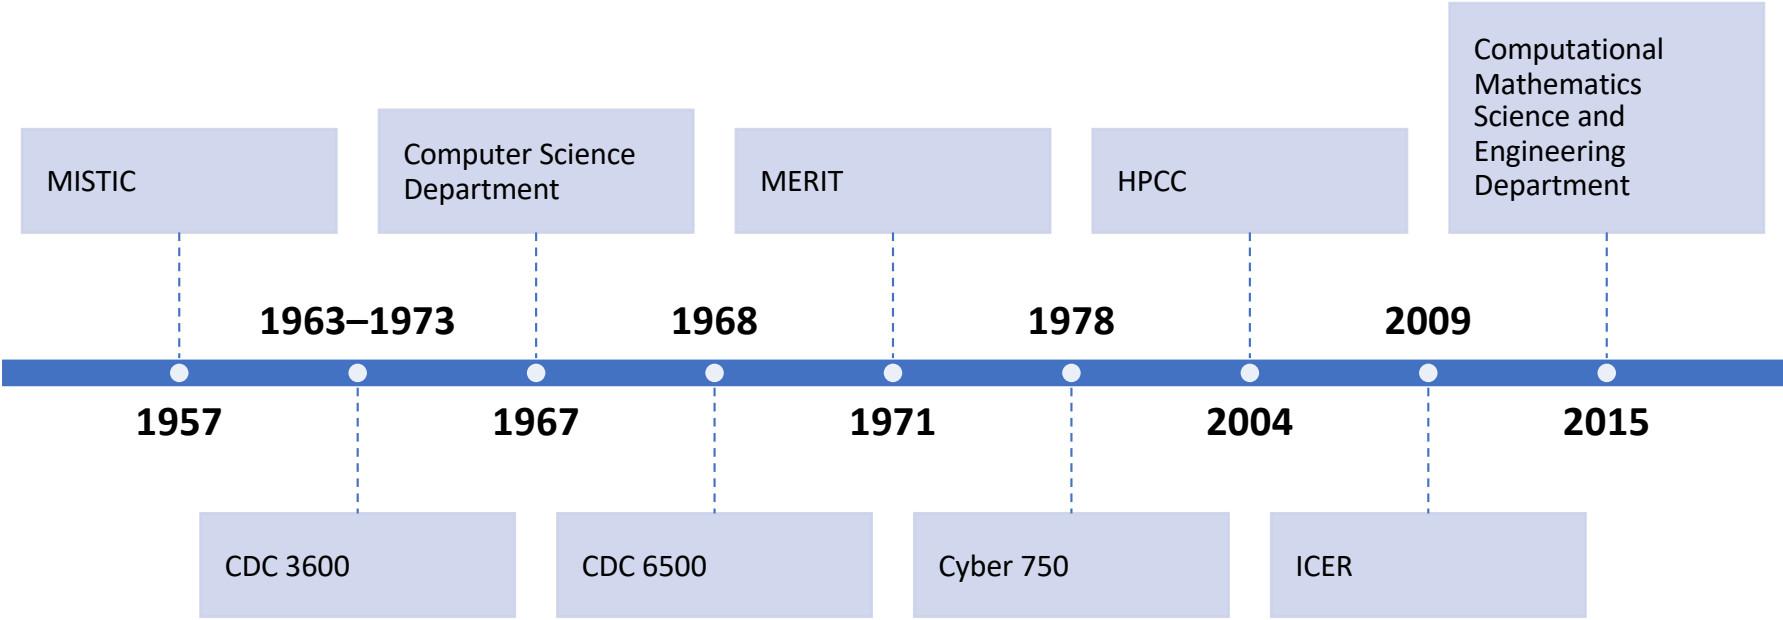 Computational
Mathematics
Science and
Engineering
Department
MISTIC
Computer Science
Department
MERIT
HPCC
1963–1973
1968
1978
2009
1957
1967
1971
2004
2015
CDC 3600
CDC 6500
Cyber 750
ICER